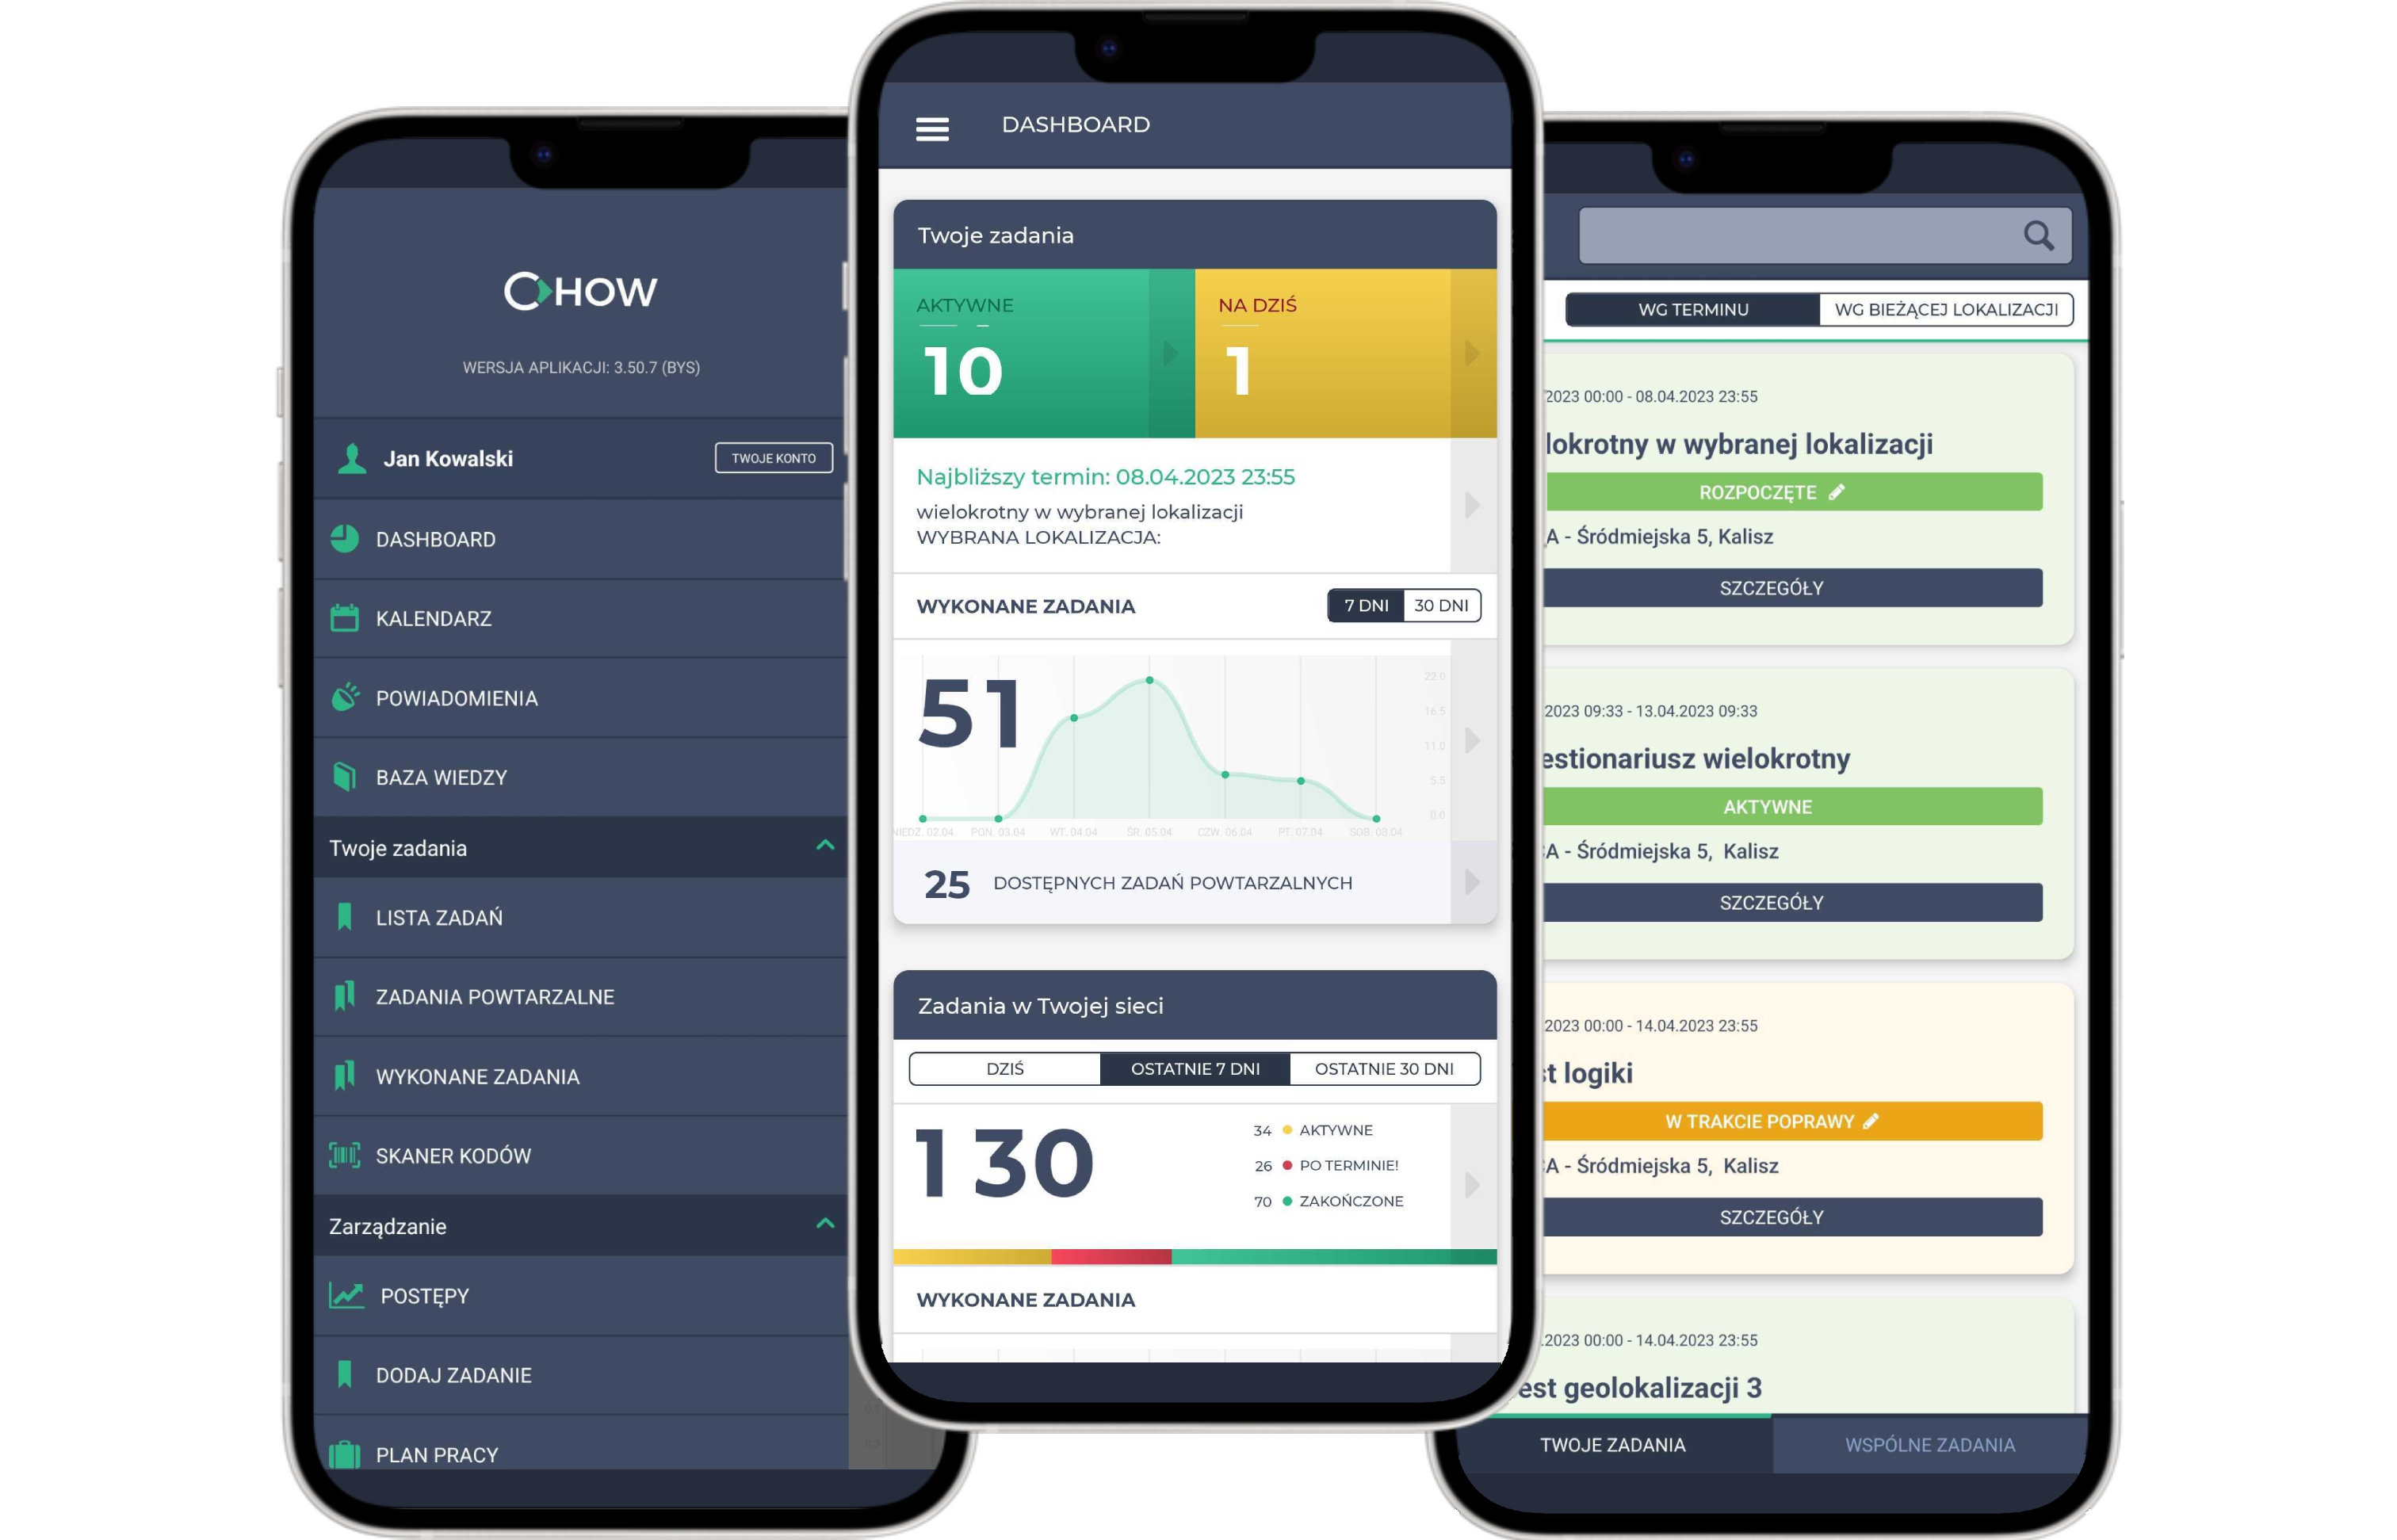 HOW
WERSJA APLIKACJI: 3.50.7 (BYS)
Jan Kowalski
TWOJE KONTO
DASHBOARD
KALENDARZ
POWIADOMIENIA
BAZA WIEDZY
Twoje zadania
LISTA ZADAŃ
ZADANIA POWTARZALNE
WYKONANE ZADANIA
SKANER KODÓW
Zarządzanie
POSTĘPY
DODAJ ZADANIE
PLAN PRACY
DASHBOARD
Twoje zadania
AKTYWNE
10
NA DZIŚ
1
Najbliższy termin: 08.04.2023 23:55
wielokrotny w wybranej lokalizacji
WYBRANA LOKALIZACJA:
WYKONANE ZADANIA
7 DNI
30 DNI
51
22.0
16.5
11.0
5.5
0.0
NIEDZ. 02.04
PON. 03.04
WT. 04.04
ŚR. 05.04
CZW. 06.04
PT. 07.04
SOB. 08.04
25 DOSTĘPNYCH ZADAŃ POWTARZALNYCH
Zadania w Twojej sieci
DZIŚ
OSTATNIE 7 DNI
OSTATNIE 30 DNI
130
34 AKTYWNE
26 PO TERMINIE!
70 ZAKOŃCZONE
WYKONANE ZADANIA
WG TERMINU
WG BIEŻĄCEJ LOKALIZACJI
2023 00:00 - 08.04.2023 23:55
lokrotny w wybranej lokalizacji
ROZPOCZĘTE
A - Śródmiejska 5, Kalisz
SZCZEGÓŁY
2023 09:33 - 13.04.2023 09:33
estionariusz wielokrotny
AKTYWNE
A - Śródmiejska 5, Kalisz
SZCZEGÓŁY
2023 00:00 - 14.04.2023 23:55
st logiki
W TRAKCIE POPRAWY
A - Śródmiejska 5, Kalisz
SZCZEGÓŁY
.2023 00:00 - 14.04.2023 23:55
est geolokalizacji 3
TWOJE ZADANIA
WSPÓLNE ZADANIA